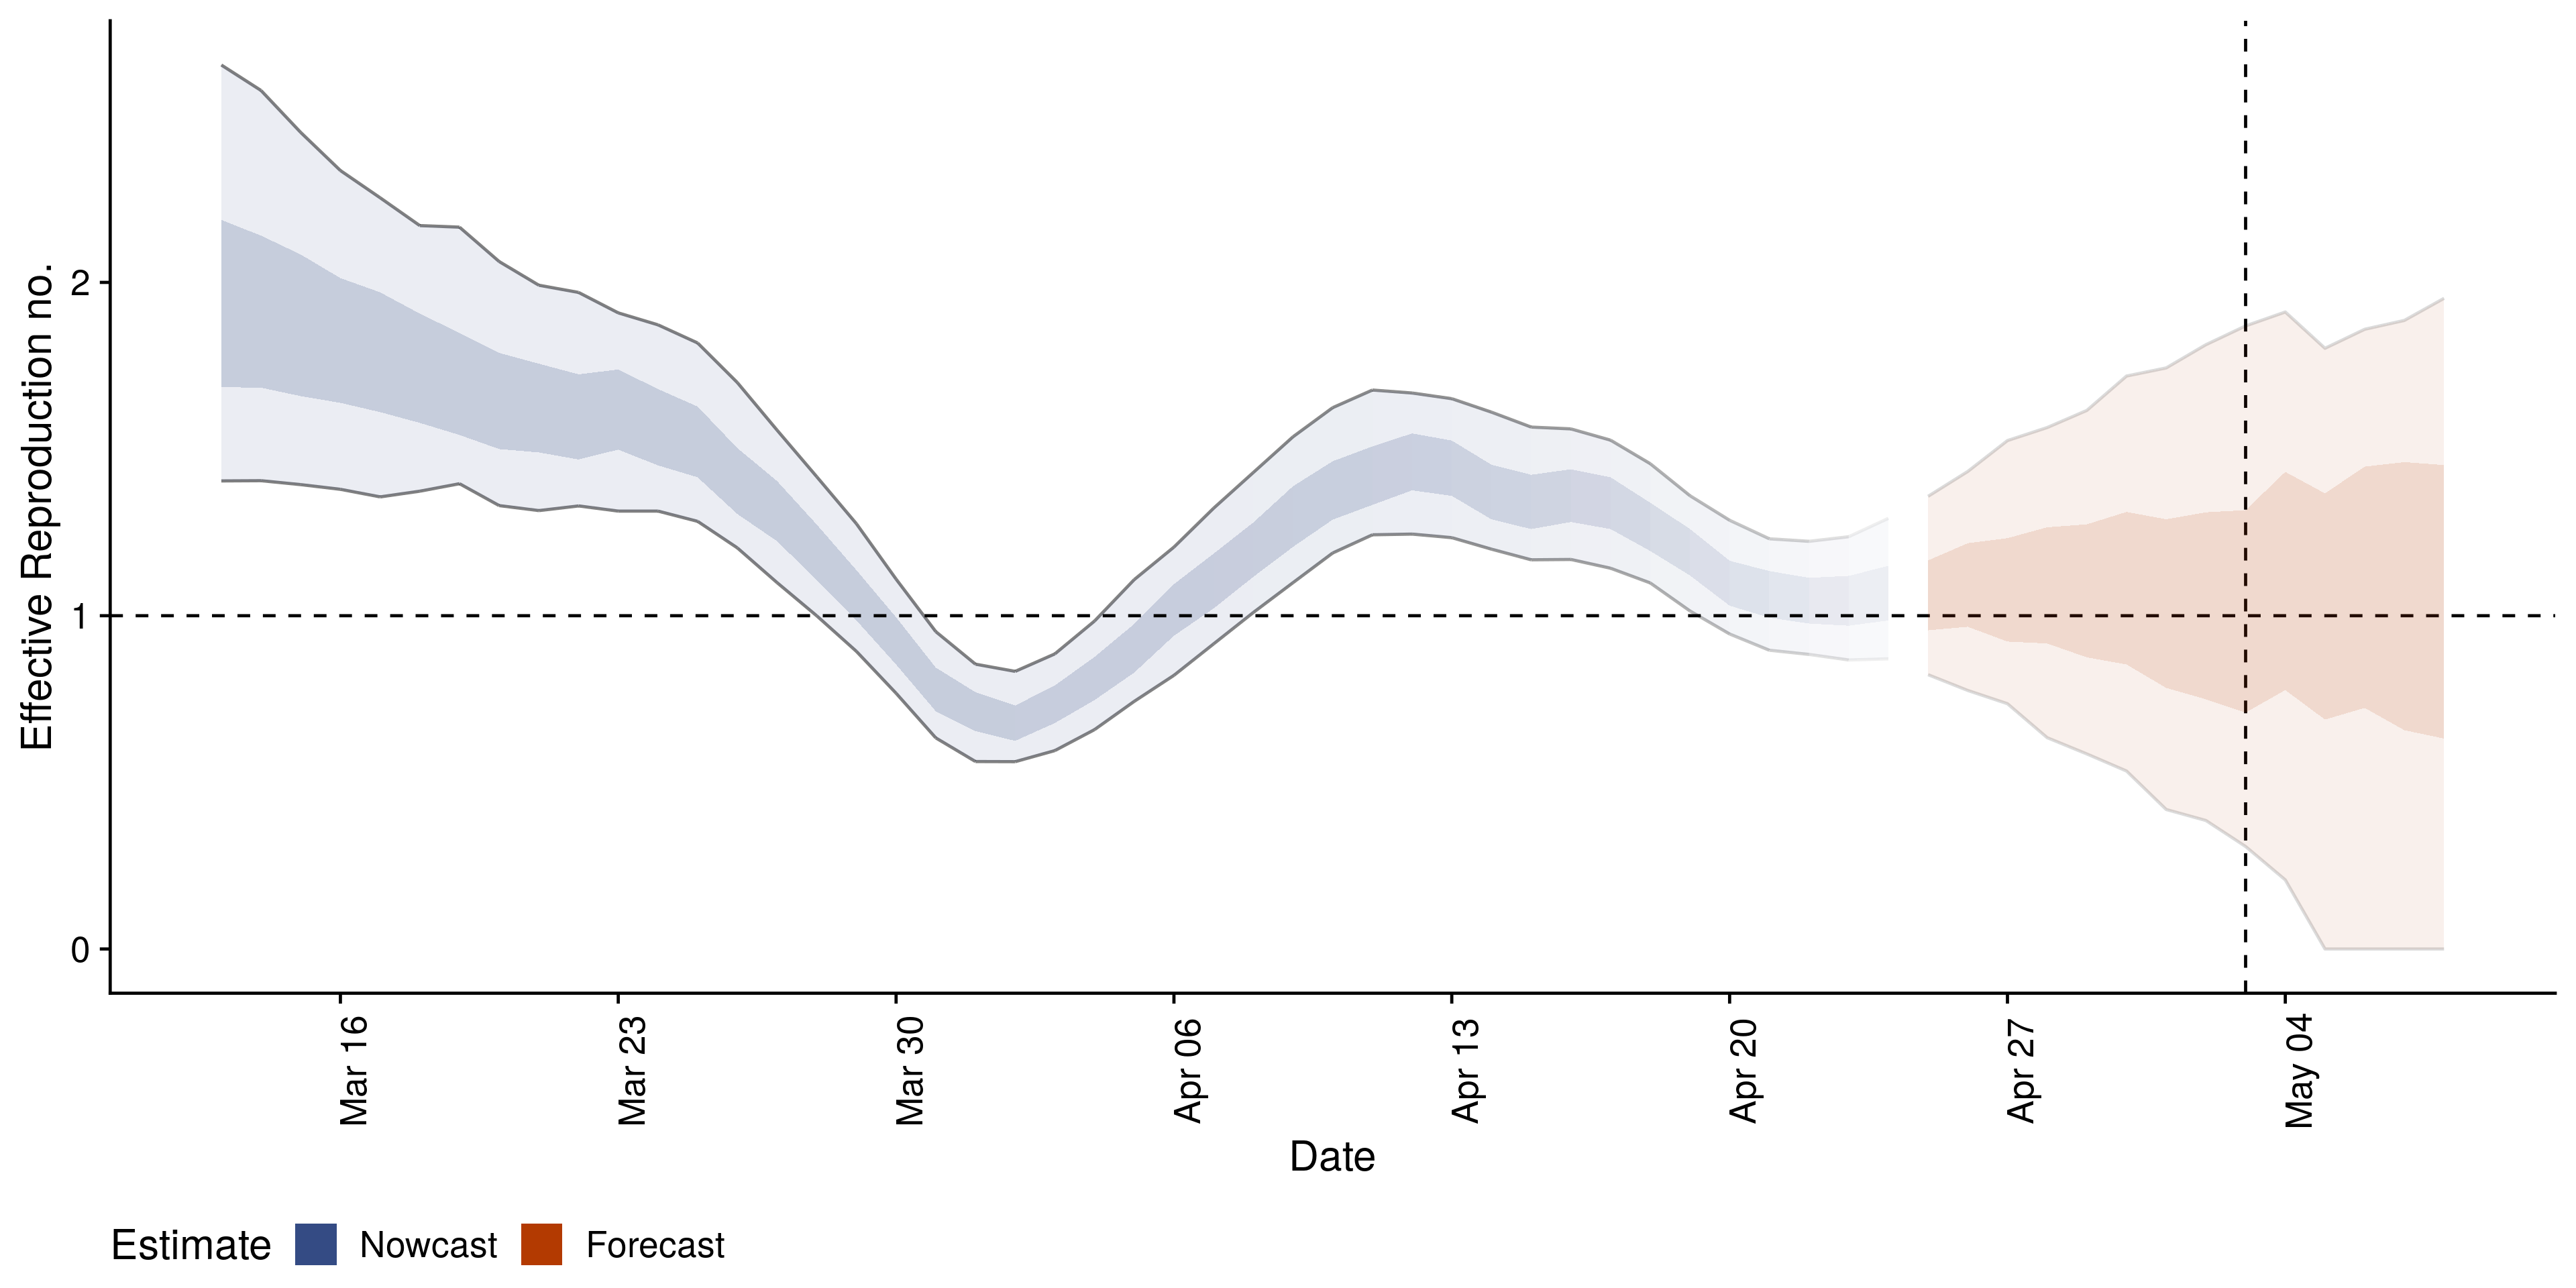 Effective Reproduction no.
2
1
0
Mar 16
Mar 23
Mar 30
Apr 06
Apr 13
Apr 20
Apr 27
May 04
Date
Estimate Nowcast Forecast